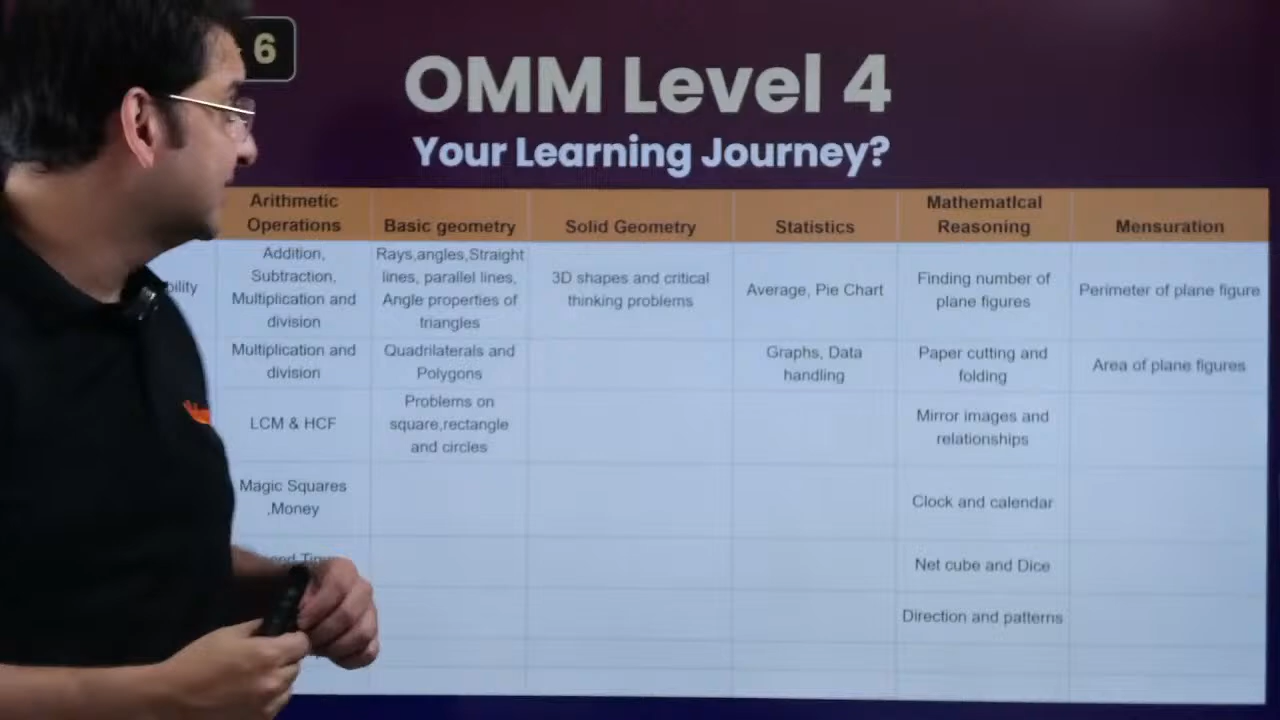 6
OMM Level 4
Your Learning Journey?
Arithmetic
Operations
Basic geometry
Solid Geometry
Statistics
Mathematical
Reasoning
Mensuration
Addition,
Subtraction,
Multiplication and
division
Rays,angles,Straight
lines, parallel lines,
Angle properties of
triangles
3D shapes and critical
thinking problems
Average, Pie Chart
Finding number of
plane figures
Perimeter of plane figure
Multiplication and
division
Quadrilaterals and
Polygons
Graphs, Data
handling
Paper cutting and
folding
Area of plane figures
LCM & HCF
Problems on
square,rectangle
and circles
Mirror images and
relationships
Magic Squares
,Money
Clock and calendar
Net cube and Dice
Direction and patterns